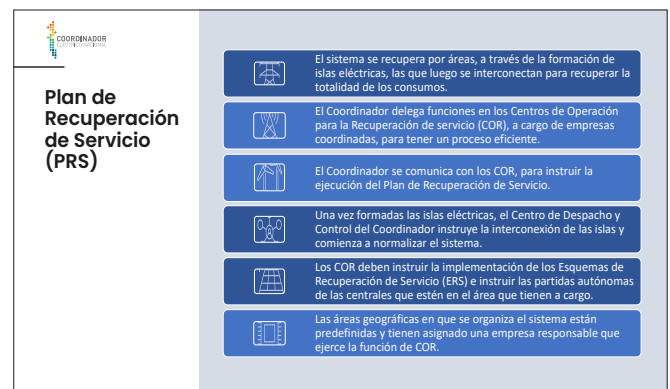 COORDINADOR
ELÉCTRICO NACIONAL
Plan de
Recuperación
de Servicio
(PRS)
El sistema se recupera por áreas, a través de la formación de
islas eléctricas, las que luego se interconectan para recuperar la
totalidad de los consumos.
El Coordinador delega funciones en los Centros de Operación
para la Recuperación de servicio (COR), a cargo de empresas
coordinadas, para tener un proceso eficiente.
El Coordinador se comunica con los COR, para instruir la
ejecución del Plan de Recuperación de Servicio.
Una vez formadas las islas eléctricas, el Centro de Despacho y
Control del Coordinador instruye la interconexión de las islas y
comienza a normalizar el sistema.
Los COR deben instruir la implementación de los Esquemas de
Recuperación de Servicio (ERS) e instruir las partidas autónomas
de las centrales que estén en el área que tienen a cargo.
Las áreas geográficas en que se organiza el sistema están
predefinidas y tienen asignado una empresa responsable que
ejerce la función de COR.